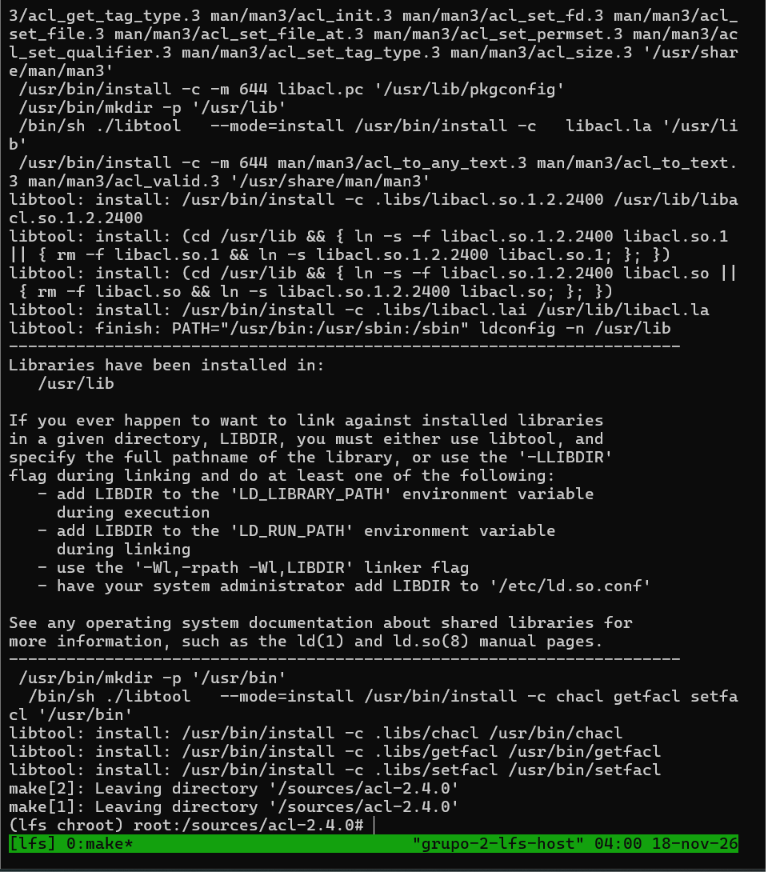 3/acl_get_tag_type.3 man/man3/acl_init.3 man/man3/acl_set_fd.3 man/man3/acl_
set_file.3 man/man3/acl_set_file_at.3 man/man3/acl_set_permset.3 man/man3/ac
l_set_qualifier.3 man/man3/acl_set_tag_type.3 man/man3/acl_size.3 '/usr/shar
e/man/man3'
 /usr/bin/install -c -m 644 libacl.pc '/usr/lib/pkgconfig'
 /usr/bin/mkdir -p '/usr/lib'
 /bin/sh ./libtool   --mode=install /usr/bin/install -c   libacl.la '/usr/li
b'
 /usr/bin/install -c -m 644 man/man3/acl_to_any_text.3 man/man3/acl_to_text.
3 man/man3/acl_valid.3 '/usr/share/man/man3'
libtool: install: /usr/bin/install -c .libs/libacl.so.1.2.2400 /usr/lib/liba
cl.so.1.2.2400
libtool: install: (cd /usr/lib && { ln -s -f libacl.so.1.2.2400 libacl.so.1
|| { rm -f libacl.so.1 && ln -s libacl.so.1.2.2400 libacl.so.1; }; })
libtool: install: (cd /usr/lib && { ln -s -f libacl.so.1.2.2400 libacl.so ||
 { rm -f libacl.so && ln -s libacl.so.1.2.2400 libacl.so; }; })
libtool: install: /usr/bin/install -c .libs/libacl.lai /usr/lib/libacl.la
libtool: finish: PATH="/usr/bin:/usr/sbin:/sbin" ldconfig -n /usr/lib
----------------------------------------------------------------------
Libraries have been installed in:
   /usr/lib

If you ever happen to want to link against installed libraries
in a given directory, LIBDIR, you must either use libtool, and
specify the full pathname of the library, or use the '-LLIBDIR'
flag during linking and do at least one of the following:
   - add LIBDIR to the 'LD_LIBRARY_PATH' environment variable
     during execution
   - add LIBDIR to the 'LD_RUN_PATH' environment variable
     during linking
   - use the '-Wl,-rpath -Wl,LIBDIR' linker flag
   - have your system administrator add LIBDIR to '/etc/ld.so.conf'

See any operating system documentation about shared libraries for
more information, such as the ld(1) and ld.so(8) manual pages.
----------------------------------------------------------------------
 /usr/bin/mkdir -p '/usr/bin'
  /bin/sh ./libtool   --mode=install /usr/bin/install -c chacl getfacl setfa
cl '/usr/bin'
libtool: install: /usr/bin/install -c .libs/chacl /usr/bin/chacl
libtool: install: /usr/bin/install -c .libs/getfacl /usr/bin/getfacl
libtool: install: /usr/bin/install -c .libs/setfacl /usr/bin/setfacl
make[2]: Leaving directory '/sources/acl-2.4.0'
make[1]: Leaving directory '/sources/acl-2.4.0'
(lfs chroot) root:/sources/acl-2.4.0#
[lfs] 0:make* "grupo-2-lfs-host" 04:00 18-nov-26